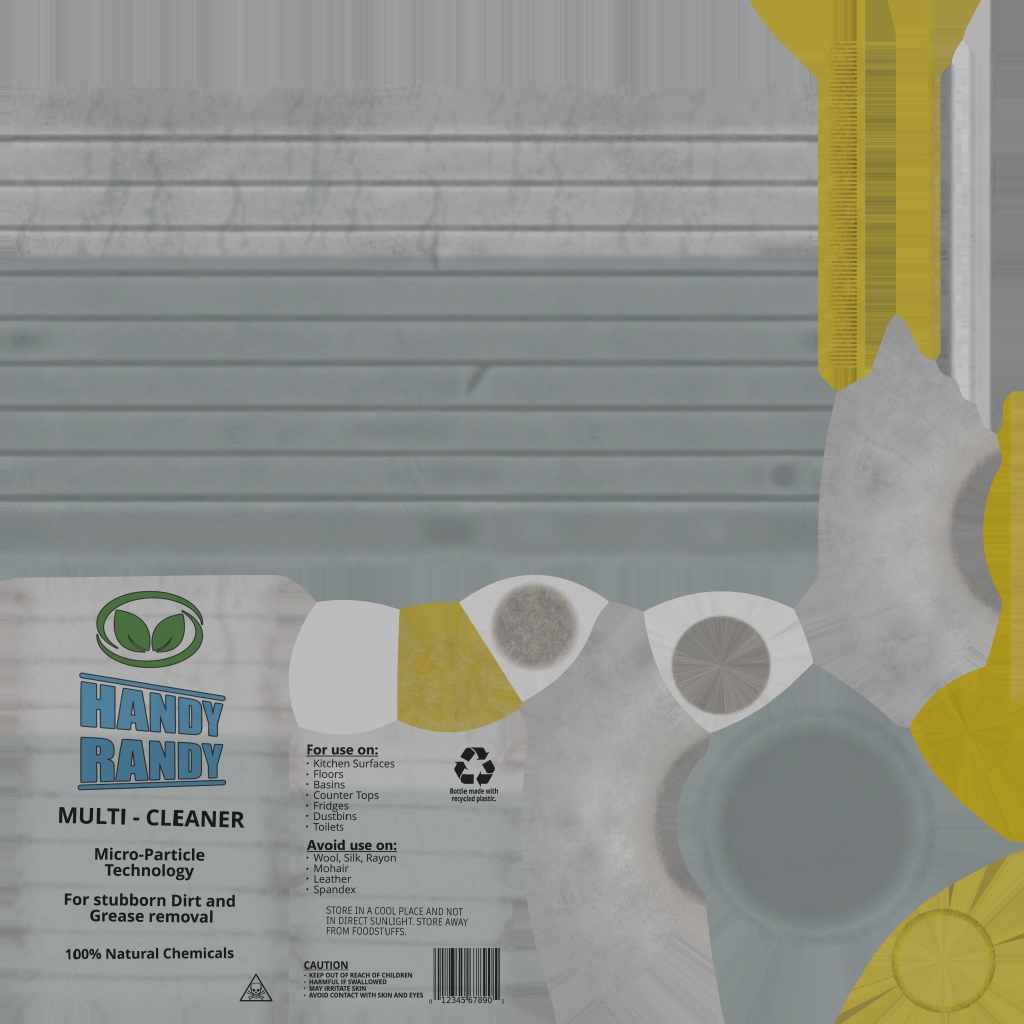 HANDY
RANDY
MULTI - CLEANER
Micro-Particle
Technology
For stubborn Dirt and
Grease removal
100% Natural Chemicals
For use on:
· Kitchen Surfaces
· Floors
· Basins
· Counter Tops
· Fridges
· Dustbins
· Toilets
Bottle made with
recycled plastic.
Avoid use on:
· Wool, Silk, Rayon
· Mohair
· Leather
· Spandex
STORE IN A COOL PLACE AND NOT
IN DIRECT SUNLIGHT. STORE AWAY
FROM FOODSTUFFS.
CAUTION
· KEEP OUT OF REACH OF CHILDREN
· HARMFUL IF SWALLOWED
· MAY IRRITATE SKIN
· AVOID CONTACT WITH SKIN AND EYES
0 12345 67890 5